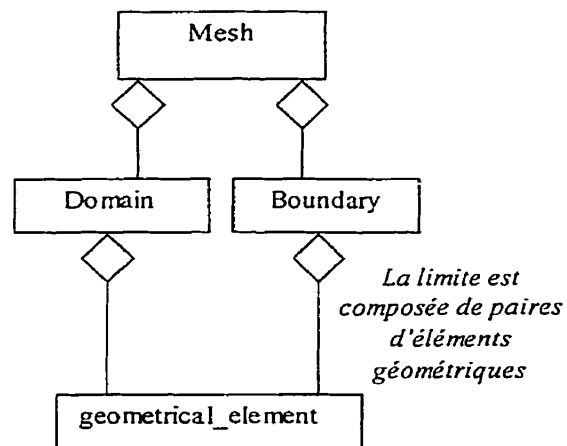 Mesh
Domain
Boundary
La limite est
composée de paires
d'éléments
géométriques
geometrical_element